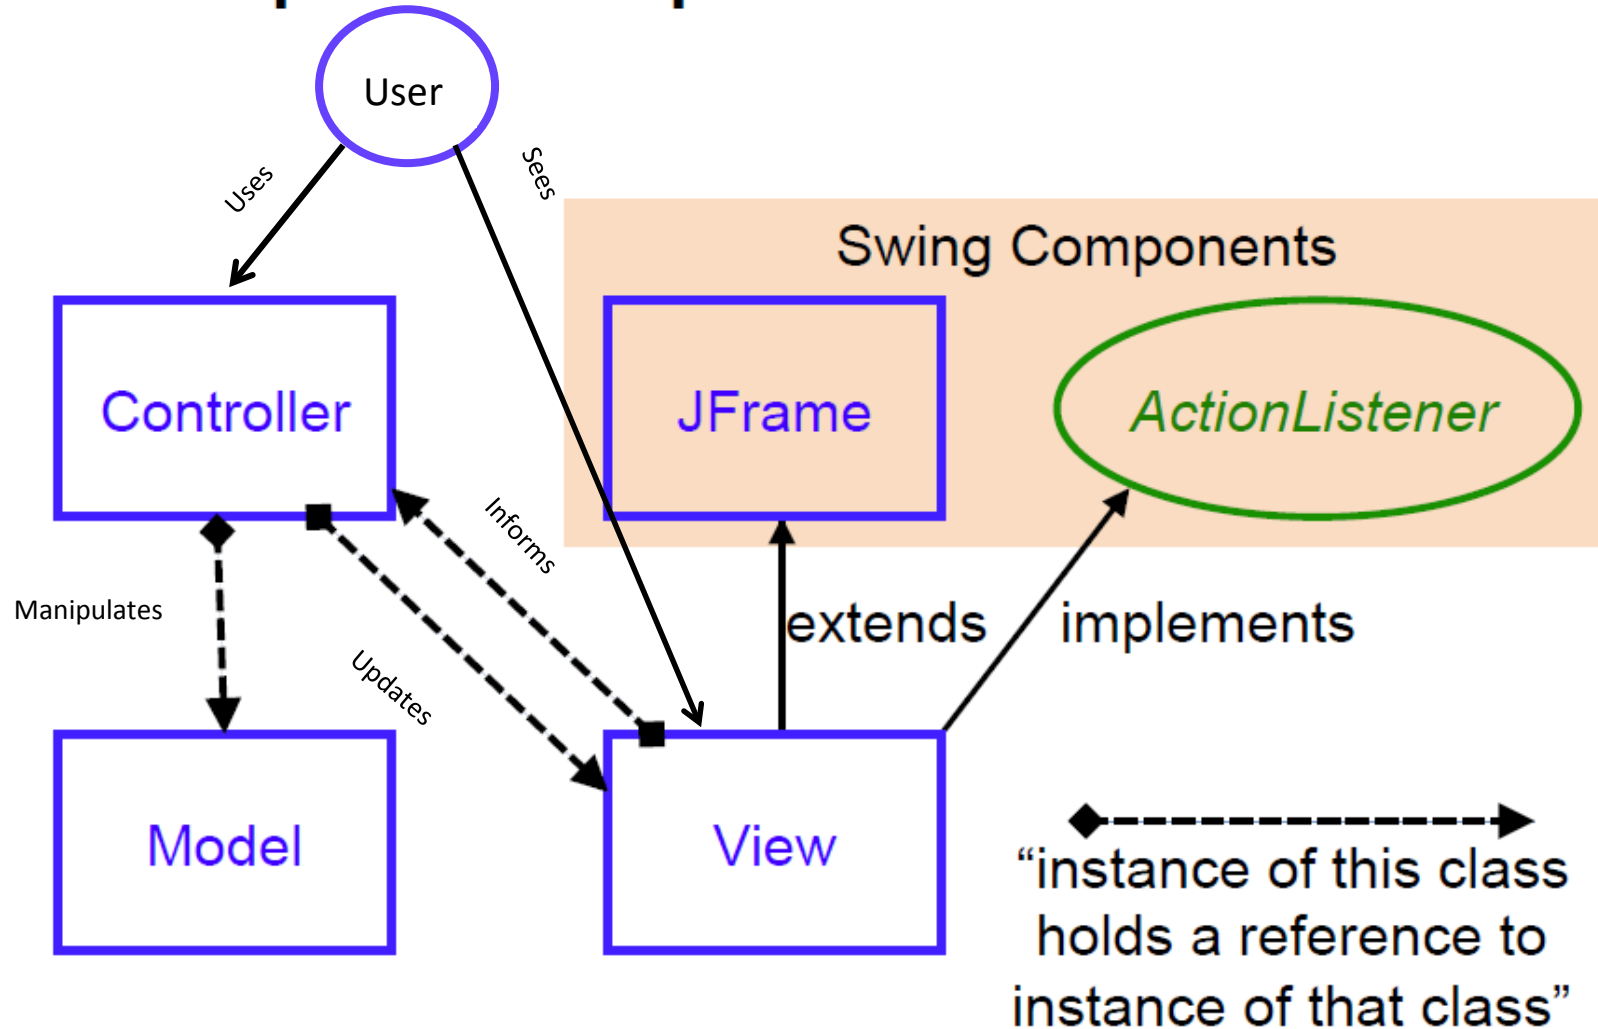 User
Uses
Sees
Swing Components
Controller
JFrame
ActionListener
Informs
Manipulates
extends
implements
Updates
Model
View
“instance of this class
holds a reference to
instance of that class”